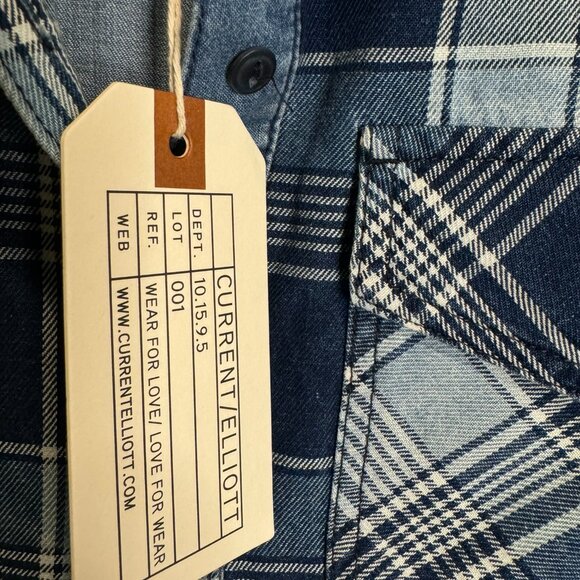 CURRENT/ELLIOTT
DEPT. 10.15.9.5
LOT 001
REF. WEAR FOR LOVE/ LOVE FOR WEAR
WEB WWW.CURRENTELLIOTT.COM